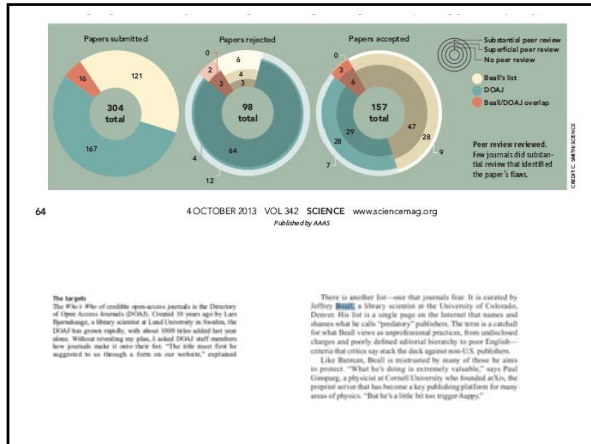 Papers submitted
Papers rejected
Papers accepted
Substantial peer review
Superficial peer review
No peer review
Beall's list
DOAJ
Beall/DOAJ overlap
16
121
304
total
167
0
2
6
4
3
3
98
total
64
4
12
0
3
6
157
total
29
28
47
28
7
9
Peer review reviewed.
Few journals did substan-
tial review that identified
the paper's flaws.
CREDIT: C. SMITH/SCIENCE
64
4 OCTOBER 2013 VOL 342 SCIENCE www.sciencemag.org
Published by AAAS
The targets
The Who's Who of credible open-access journals is the Directory
of Open Access Journals (DOAJ). Created 10 years ago by Lars
Bjørnshauge, a library scientist at Lund University in Sweden, the
DOAJ has grown rapidly, with about 1000 titles added last year
alone. Without revealing my plan, I asked DOAJ staff members
how journals make it onto their list. "The title must first be
suggested to us through a form on our website," explained
There is another list—one that journals fear. It is curated by
Jeffrey Beall, a library scientist at the University of Colorado,
Denver. His list is a single page on the Internet that names and
shames what he calls "predatory" publishers. The term is a catchall
for what Beall views as unprofessional practices, from undisclosed
charges and poorly defined editorial hierarchy to poor English—
criteria that critics say stack the deck against non-U.S. publishers.
Like Batman, Beall is mistrusted by many of those he aims
to protect. "What he's doing is extremely valuable," says Paul
Ginsparg, a physicist at Cornell University who founded arXiv, the
preprint server that has become a key publishing platform for many
areas of physics. "But he's a little bit too trigger-happy."